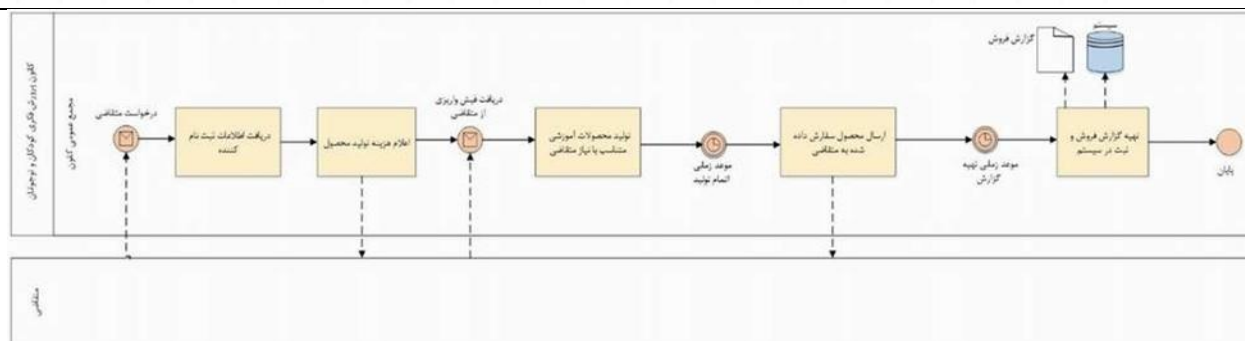 کانون پرورش فکری کودکان و نوجوانان
مجمع عمومی کانون
درخواست متقاضی
دریافت اطلاعات ثبت نام
کننده
اعلام هزینه تولید محصول
دریافت فیش واریزی
از متقاضی
تولید محصولات آموزشی
متناسب با نیاز متقاضی
موعد زمانی
اتمام تولید
ارسال محصول سفارش داده
شده به متقاضی
موعد زمانی تهیه
گزارش
گزارش فروش
سیستم
تهیه گزارش فروش و
ثبت در سیستم
پایان
متقاضی